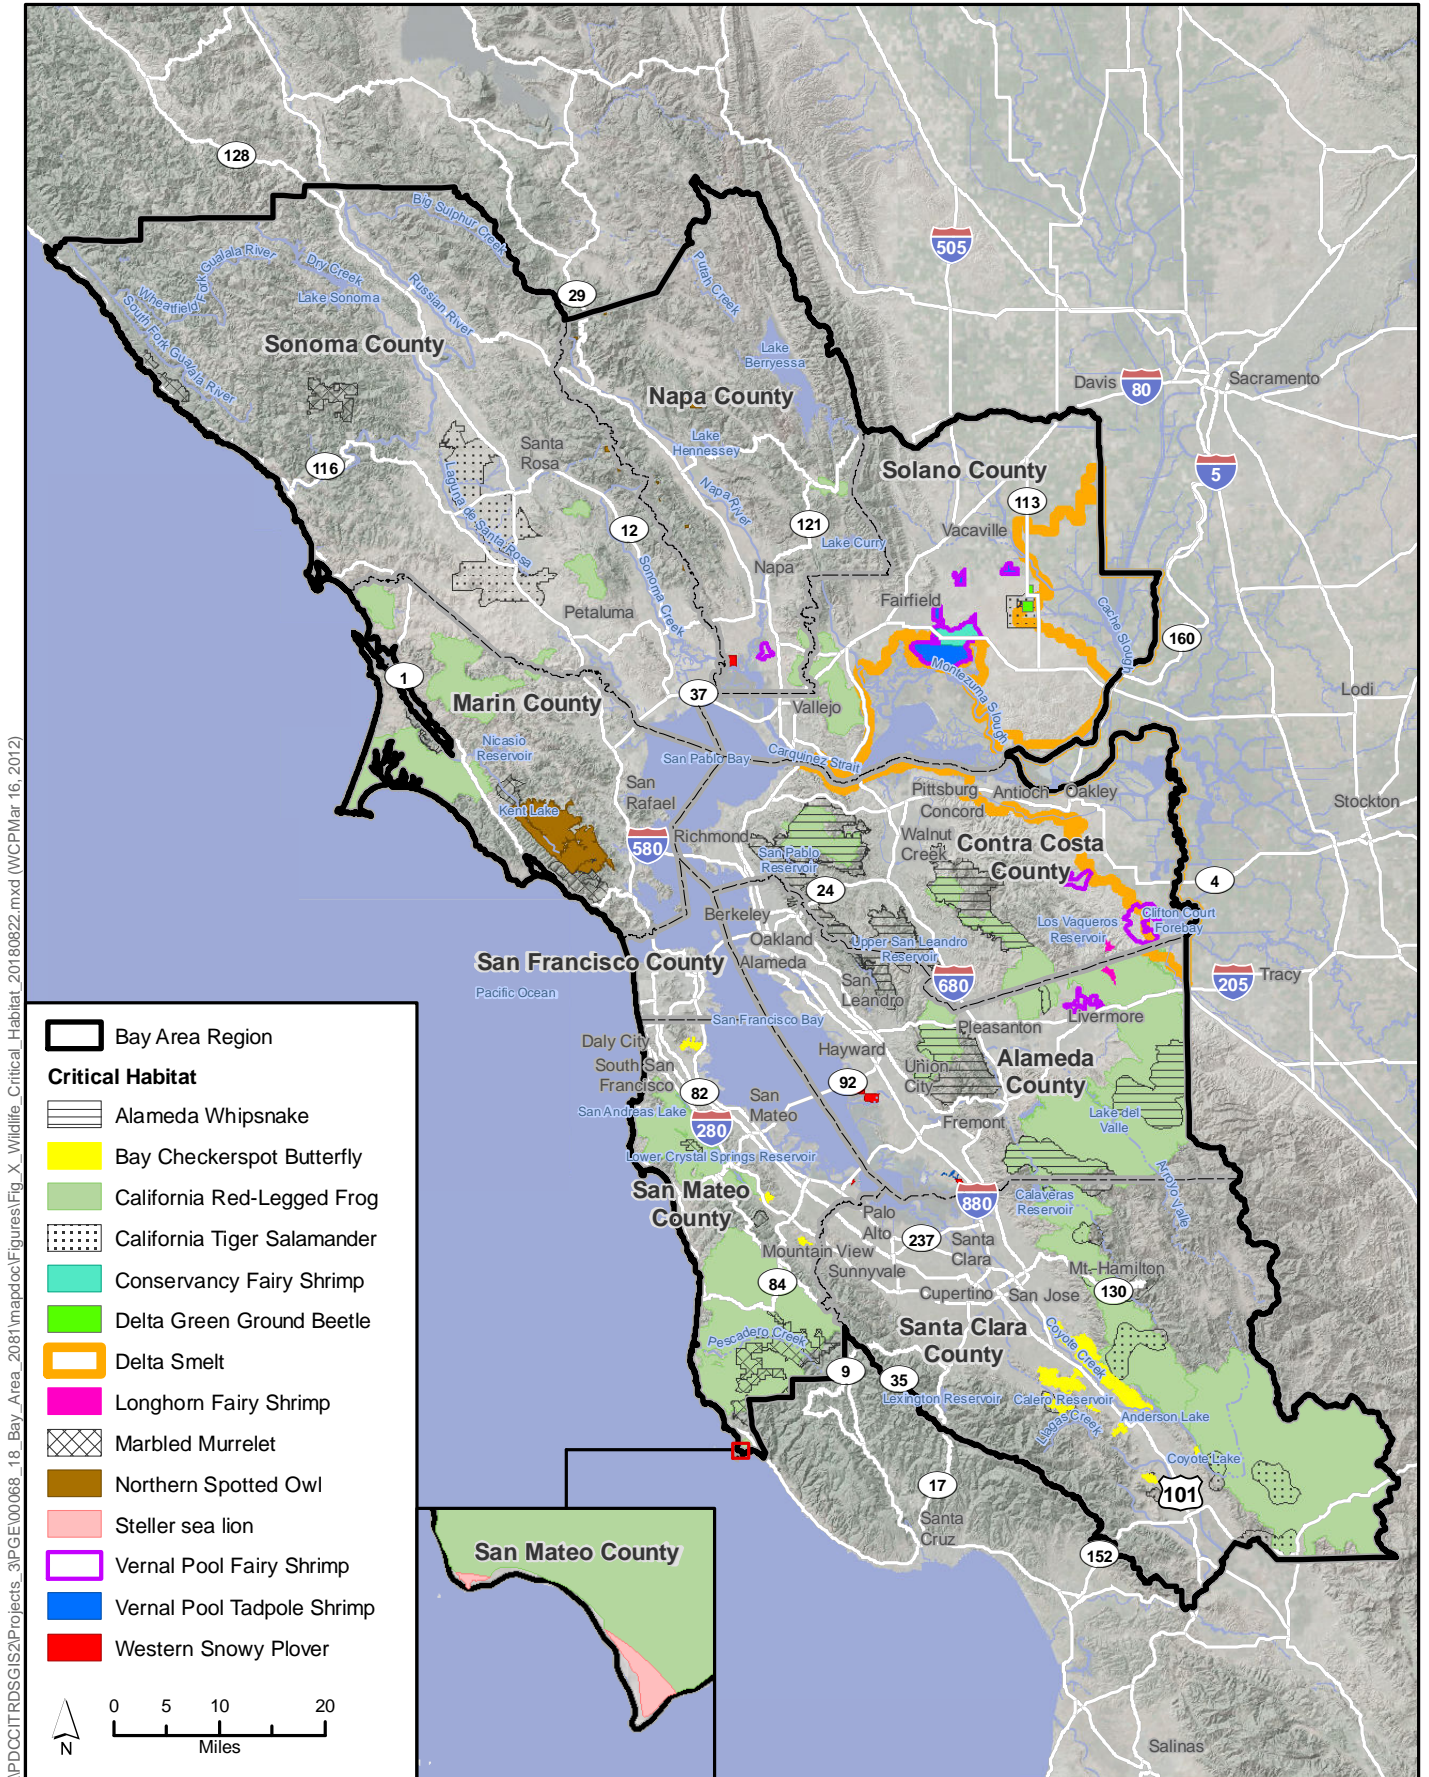 128
Big Sulphur Creek
505
Wheatfield Fork Gualala River
Dry Creek
Putah Creek
Lake Sonoma
Russian River
29
South Fork Gualala River
Sonoma County
Lake
Berryessa
Napa County
Davis
80
Sacramento
Santa
Rosa
Lake
Hennessey
116
Solano County
5
Laguna de Santa Rosa
Napa River
113
12
121
Vacaville
Lake Curry
Napa
Sonoma Creek
Fairfield
Petaluma
Cache Slough
160
1
37
Montezuma Slough
Lodi
Marin County
Vallejo
Nicasio
Reservoir
San Pablo Bay
Carquinez Strait
San
Rafael
Pittsburg
Antioch
Oakley
Concord
Stockton
Kent Lake
580
Richmond
Walnut
Creek
Contra Costa
County
San Pablo
Reservoir
24
4
Berkeley
Los Vaqueros
Reservoir
Clifton Court
Forebay
Oakland
Alameda
Upper San Leandro
Reservoir
San Francisco County
San
Leandro
680
205
Tracy
Pacific Ocean
Livermore
San Francisco Bay
Pleasanton
Daly City
Hayward
Alameda
County
South San
Francisco
Union
City
82
92
San
Mateo
San Andreas Lake
280
Fremont
Lake del
Valle
Lower Crystal Springs Reservoir
Arroyo Valle
San Mateo
County
880
Calaveras
Reservoir
Palo
Alto
237
Santa
Clara
Mountain View
Sunnyvale
Mt. Hamilton
84
130
Cupertino
San Jose
Pescadero Creek
Santa Clara
County
Coyote Creek
9
35
Lexington Reservoir
Calero Reservoir
Llagas Creek
Anderson Lake
Coyote Lake
17
101
Santa
Cruz
152
Salinas
San Mateo County
Bay Area Region
Critical Habitat
Alameda Whipsnake
Bay Checkerspot Butterfly
California Red-Legged Frog
California Tiger Salamander
Conservancy Fairy Shrimp
Delta Green Ground Beetle
Delta Smelt
Longhorn Fairy Shrimp
Marbled Murrelet
Northern Spotted Owl
Steller sea lion
Vernal Pool Fairy Shrimp
Vernal Pool Tadpole Shrimp
Western Snowy Plover
N
0 5 10 20
Miles
\PDCCITRDSGIS2\Projects_3\PGE\00068_18_Bay_Area_2081\mapdoc\Figures\Fig_X_Wildlife_Critical_Habitat_20180822.mxd (WCPMar 16, 2012)